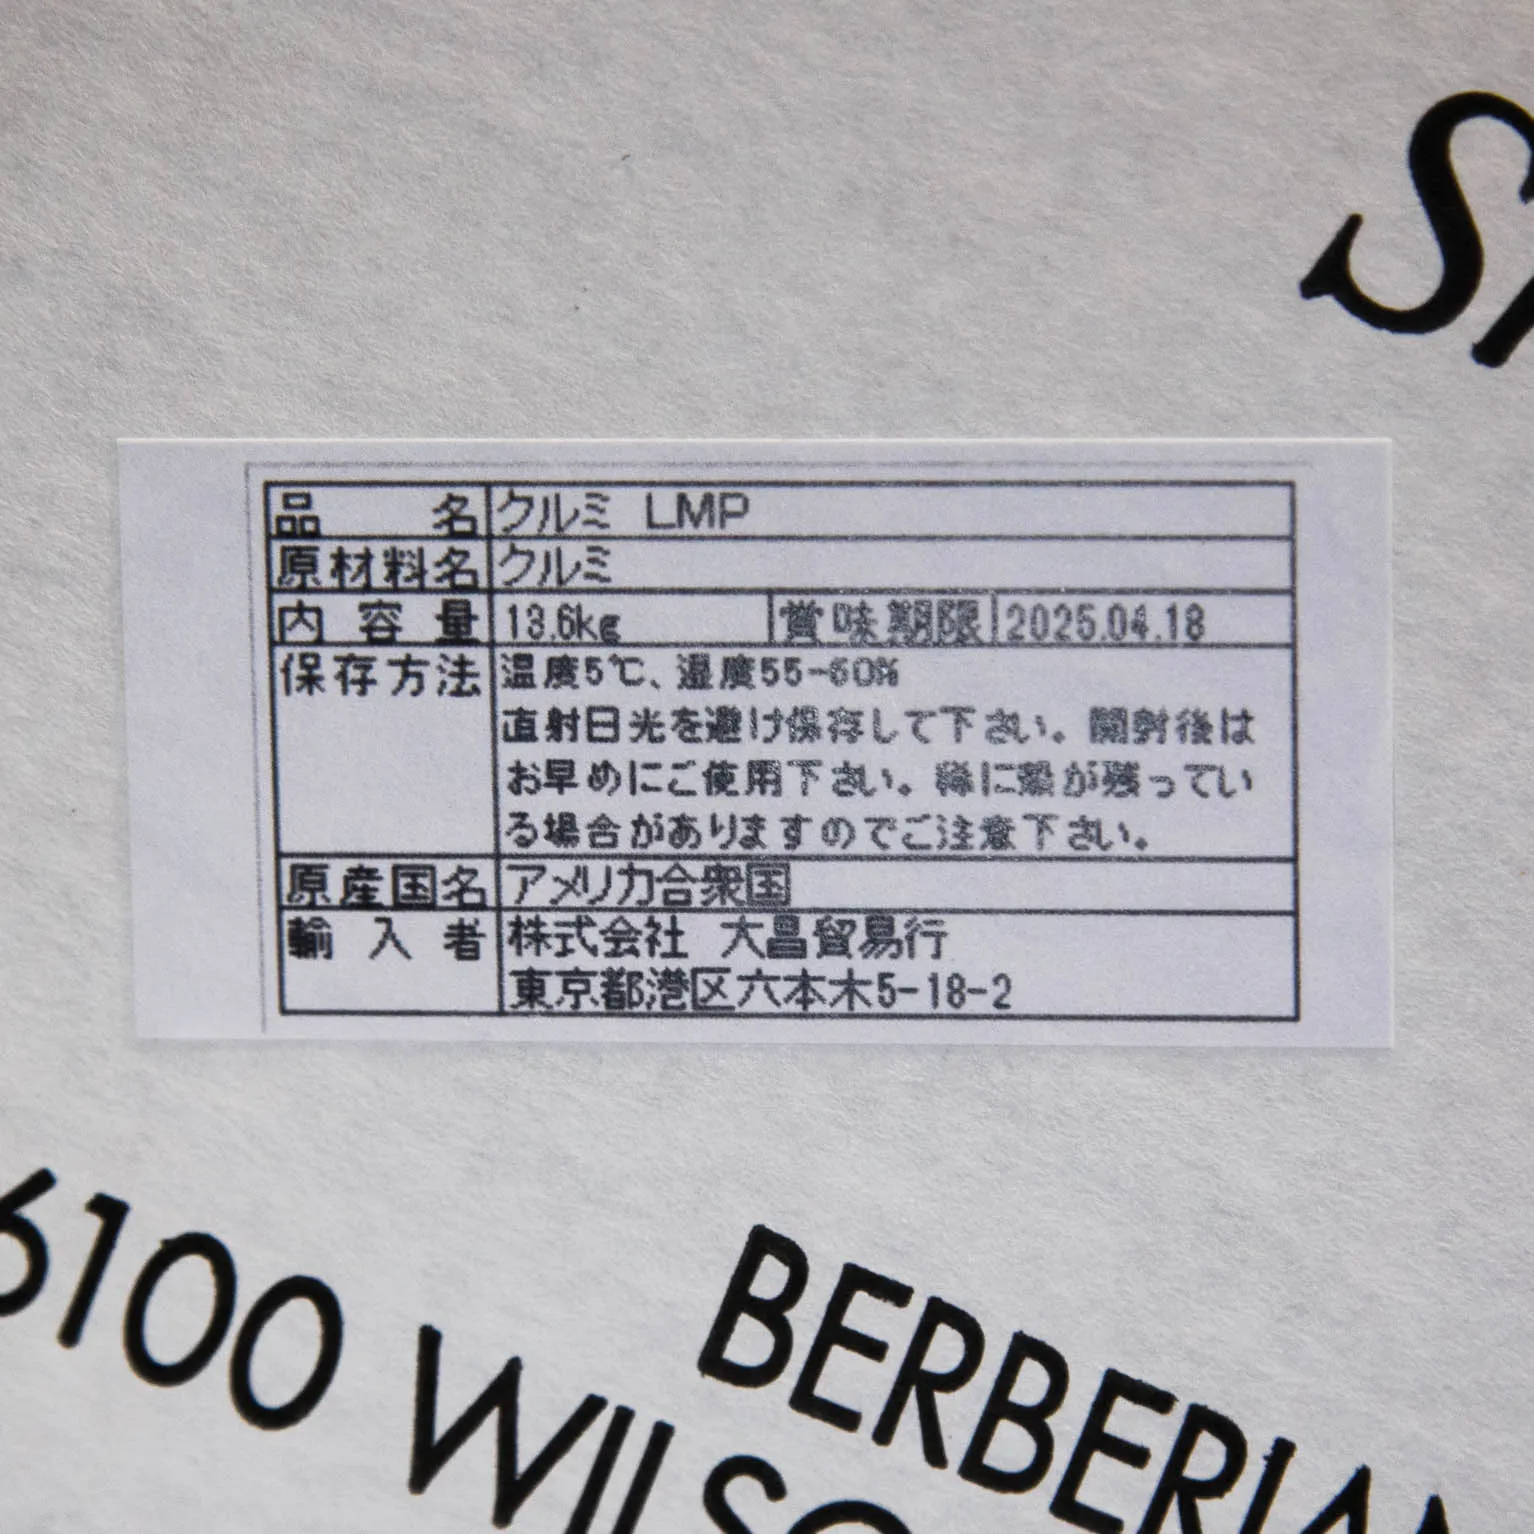 品名 クルミ LMP
原材料名 クルミ
内容量 13.6kg 賞味期限 2025.04.18
保存方法 温度5℃、湿度55-60%
直射日光を避け保存して下さい。開封後は
お早めにご使用下さい。稀に殻が残ってい
る場合がありますのでご注意下さい。
原産国名 アメリカ合衆国
輸入者 株式会社 大昌貿易行
東京都港区六本木5-18-2
6100
BERBERIAN